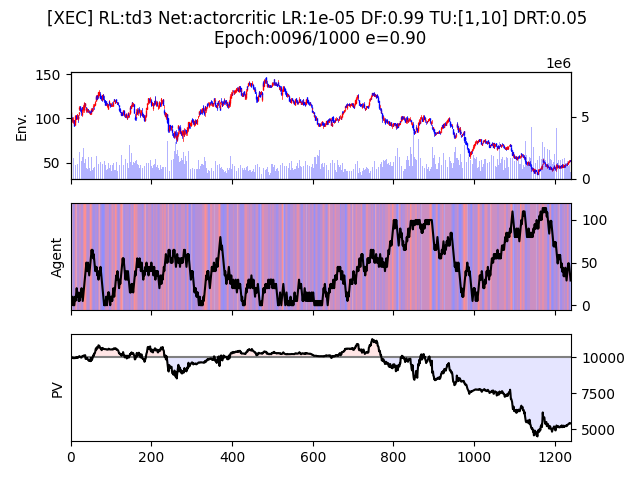 [XEC] RL:td3 Net:actorcritic LR:1e-05 DF:0.99 TU:[1,10] DRT:0.05
Epoch:0096/1000 e=0.90
1e6
150
100
50
Env.
5
0
Agent
100
50
0
PV
10000
7500
5000
0 200 400 600 800 1000 1200